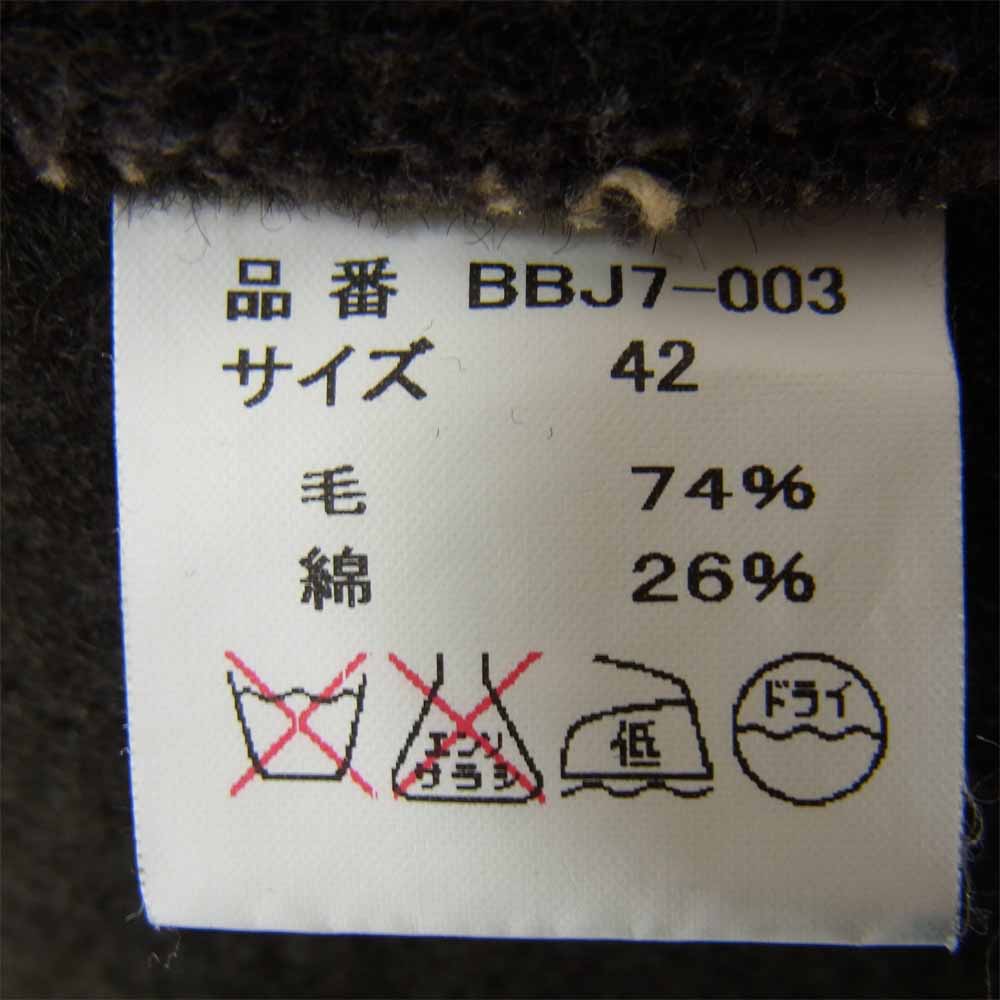 品番 BBJ7-003
サイズ 42
毛 74%
綿 26%
エンソ
サラシ
低
ドライ